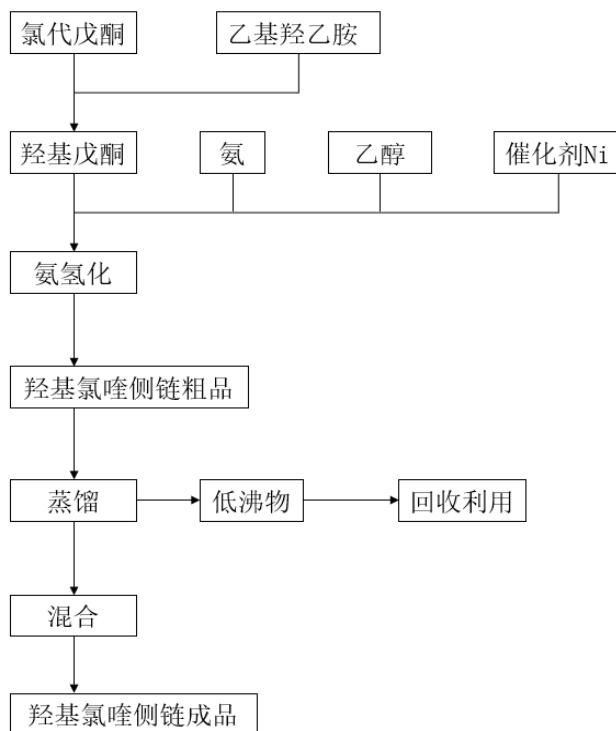 氯代戊酮 乙基羟乙胺
羟基戊酮 氨 乙醇 催化剂Ni
氨氢化
羟基氯喹侧链粗品
蒸馏 低沸物 回收利用
混合
羟基氯喹侧链成品